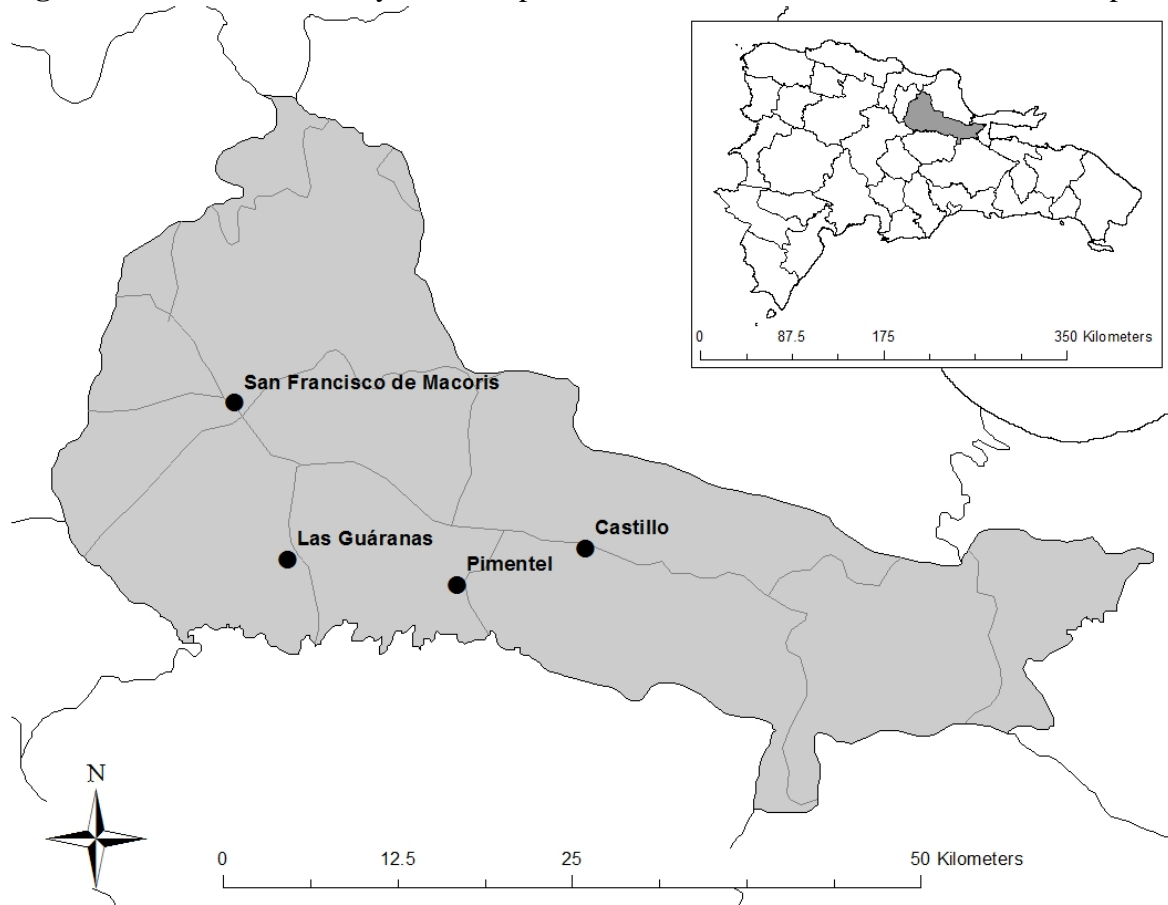 0 87.5 175 350 Kilometers
San Francisco de Macoris
Castillo
Las Guáranas
Pimentel
N
0 12.5 25 50 Kilometers